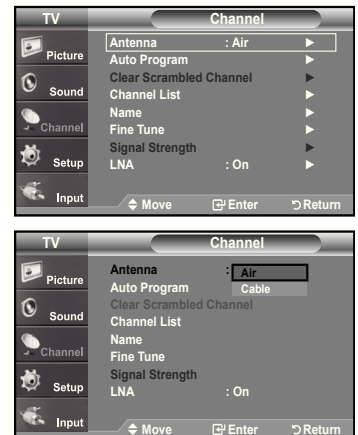 TV Channel
Picture
Sound
Channel
Setup
Input
Antenna : Air
Auto Program
Clear Scrambled Channel
Channel List
Name
Fine Tune
Signal Strength
LNA : On
Move Enter Return
TV Channel
Picture
Sound
Channel
Setup
Input
Antenna : Air
Cable
Auto Program
Clear Scrambled Channel
Channel List
Name
Fine Tune
Signal Strength
LNA : On
Move Enter Return